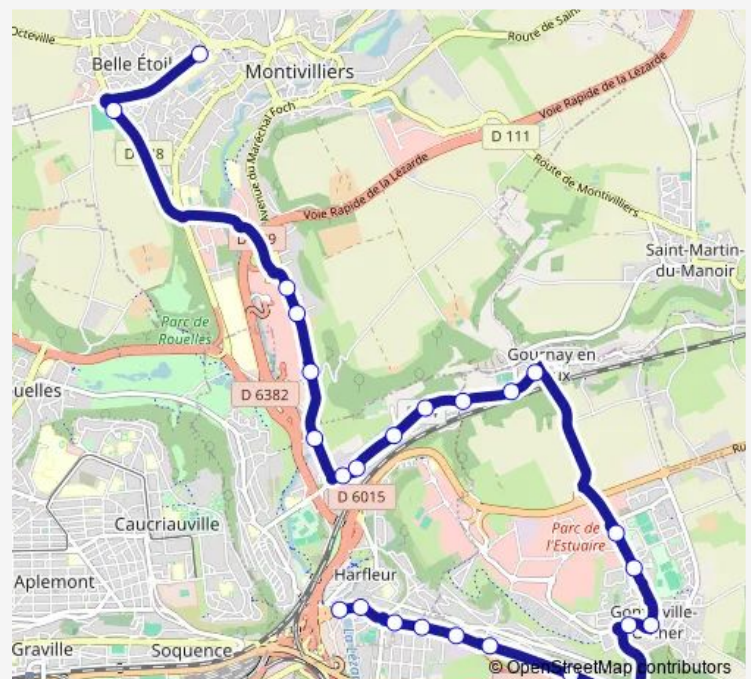 Octeville
Belle Étoil
Montivilliers
Route de Sain
Voie Rapide de la Lézarde
D 111
Avenue du Maréchal Foch
Route de Montivilliers
Voie Rapide de la Lézarde
Saint-Martin-
du-Manoir
Parc de
Rouelles
Gournay en
uelles
D 6382
D 6015
Caucriauville
Parc de
l'Estuaire
Aplemont
Harfleur
ville-
her
Graville
Soquence
© OpenStreetMap contributors